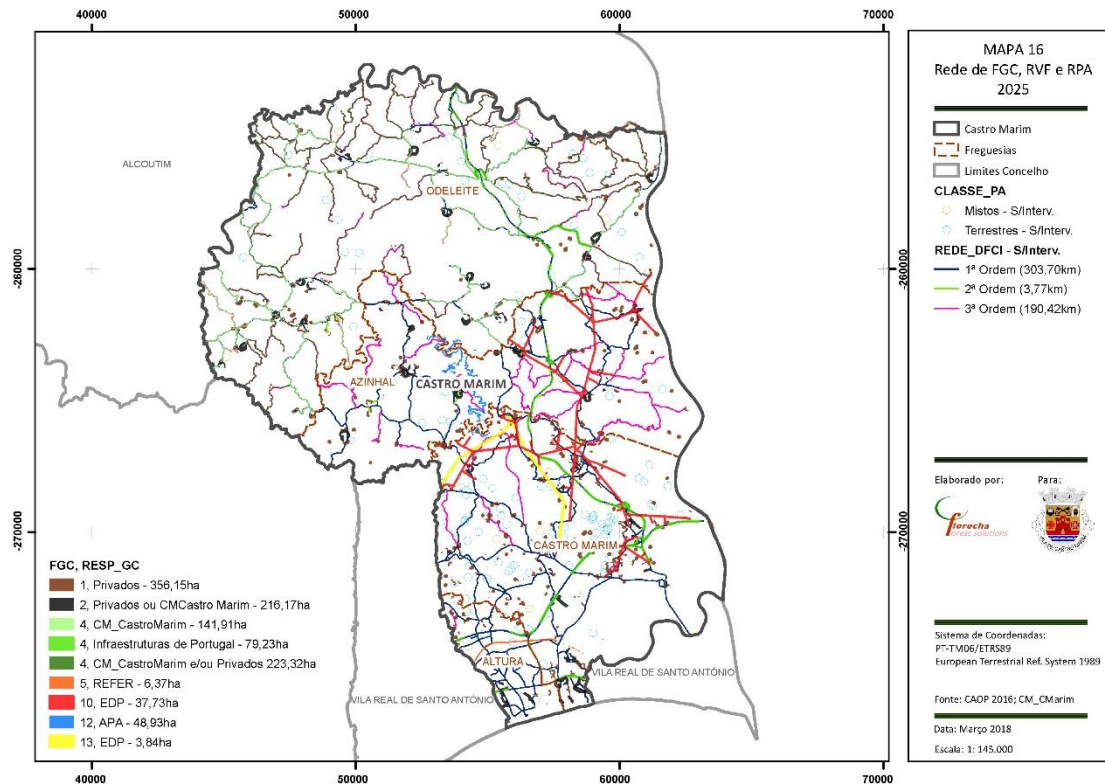 40000 50000 60000 70000
MAPA 16
Rede de FGC, RVF e RPA
2025
Castro Marim
Freguesias
Limites Concelho
CLASSE_PA
Mistos - S/Interv.
Terrestres - S/Interv.
REDE_DFCI - S/Interv.
1ª Ordem (303,70km)
2ª Ordem (3,77km)
3ª Ordem (190,42km)
ALCOUTIM
ODELEITE
-260000
-260000
AZINHAL
CASTRO MARIM
Elaborado por:
Para:
florecha
forest solutions
VILA DE CASTRO MARIM
-270000
-270000
CASTRO MARIM
ALTURA
VILA REAL DE SANTO ANTÓNIO
VILA REAL DE SANTO ANTÓNIO
FGC, RESP_GC
1, Privados - 356,15ha
2, Privados ou CMCastro Marim - 216,17ha
4, CM_CastroMarim - 141,91ha
4, Infraestruturas de Portugal - 79,23ha
4, CM_CastroMarim e/ou Privados 223,32ha
5, REFER - 6,37ha
10, EDP - 37,73ha
12, APA - 48,93ha
13, EDP - 3,84ha
Sistema de Coordenadas:
PT-TM06/ETRS89
European Terrestrial Ref. System 1989
Fonte: CAOP 2016; CM_CMarim
Data: Março 2018
Escala: 1: 145.000
40000 50000 60000 70000